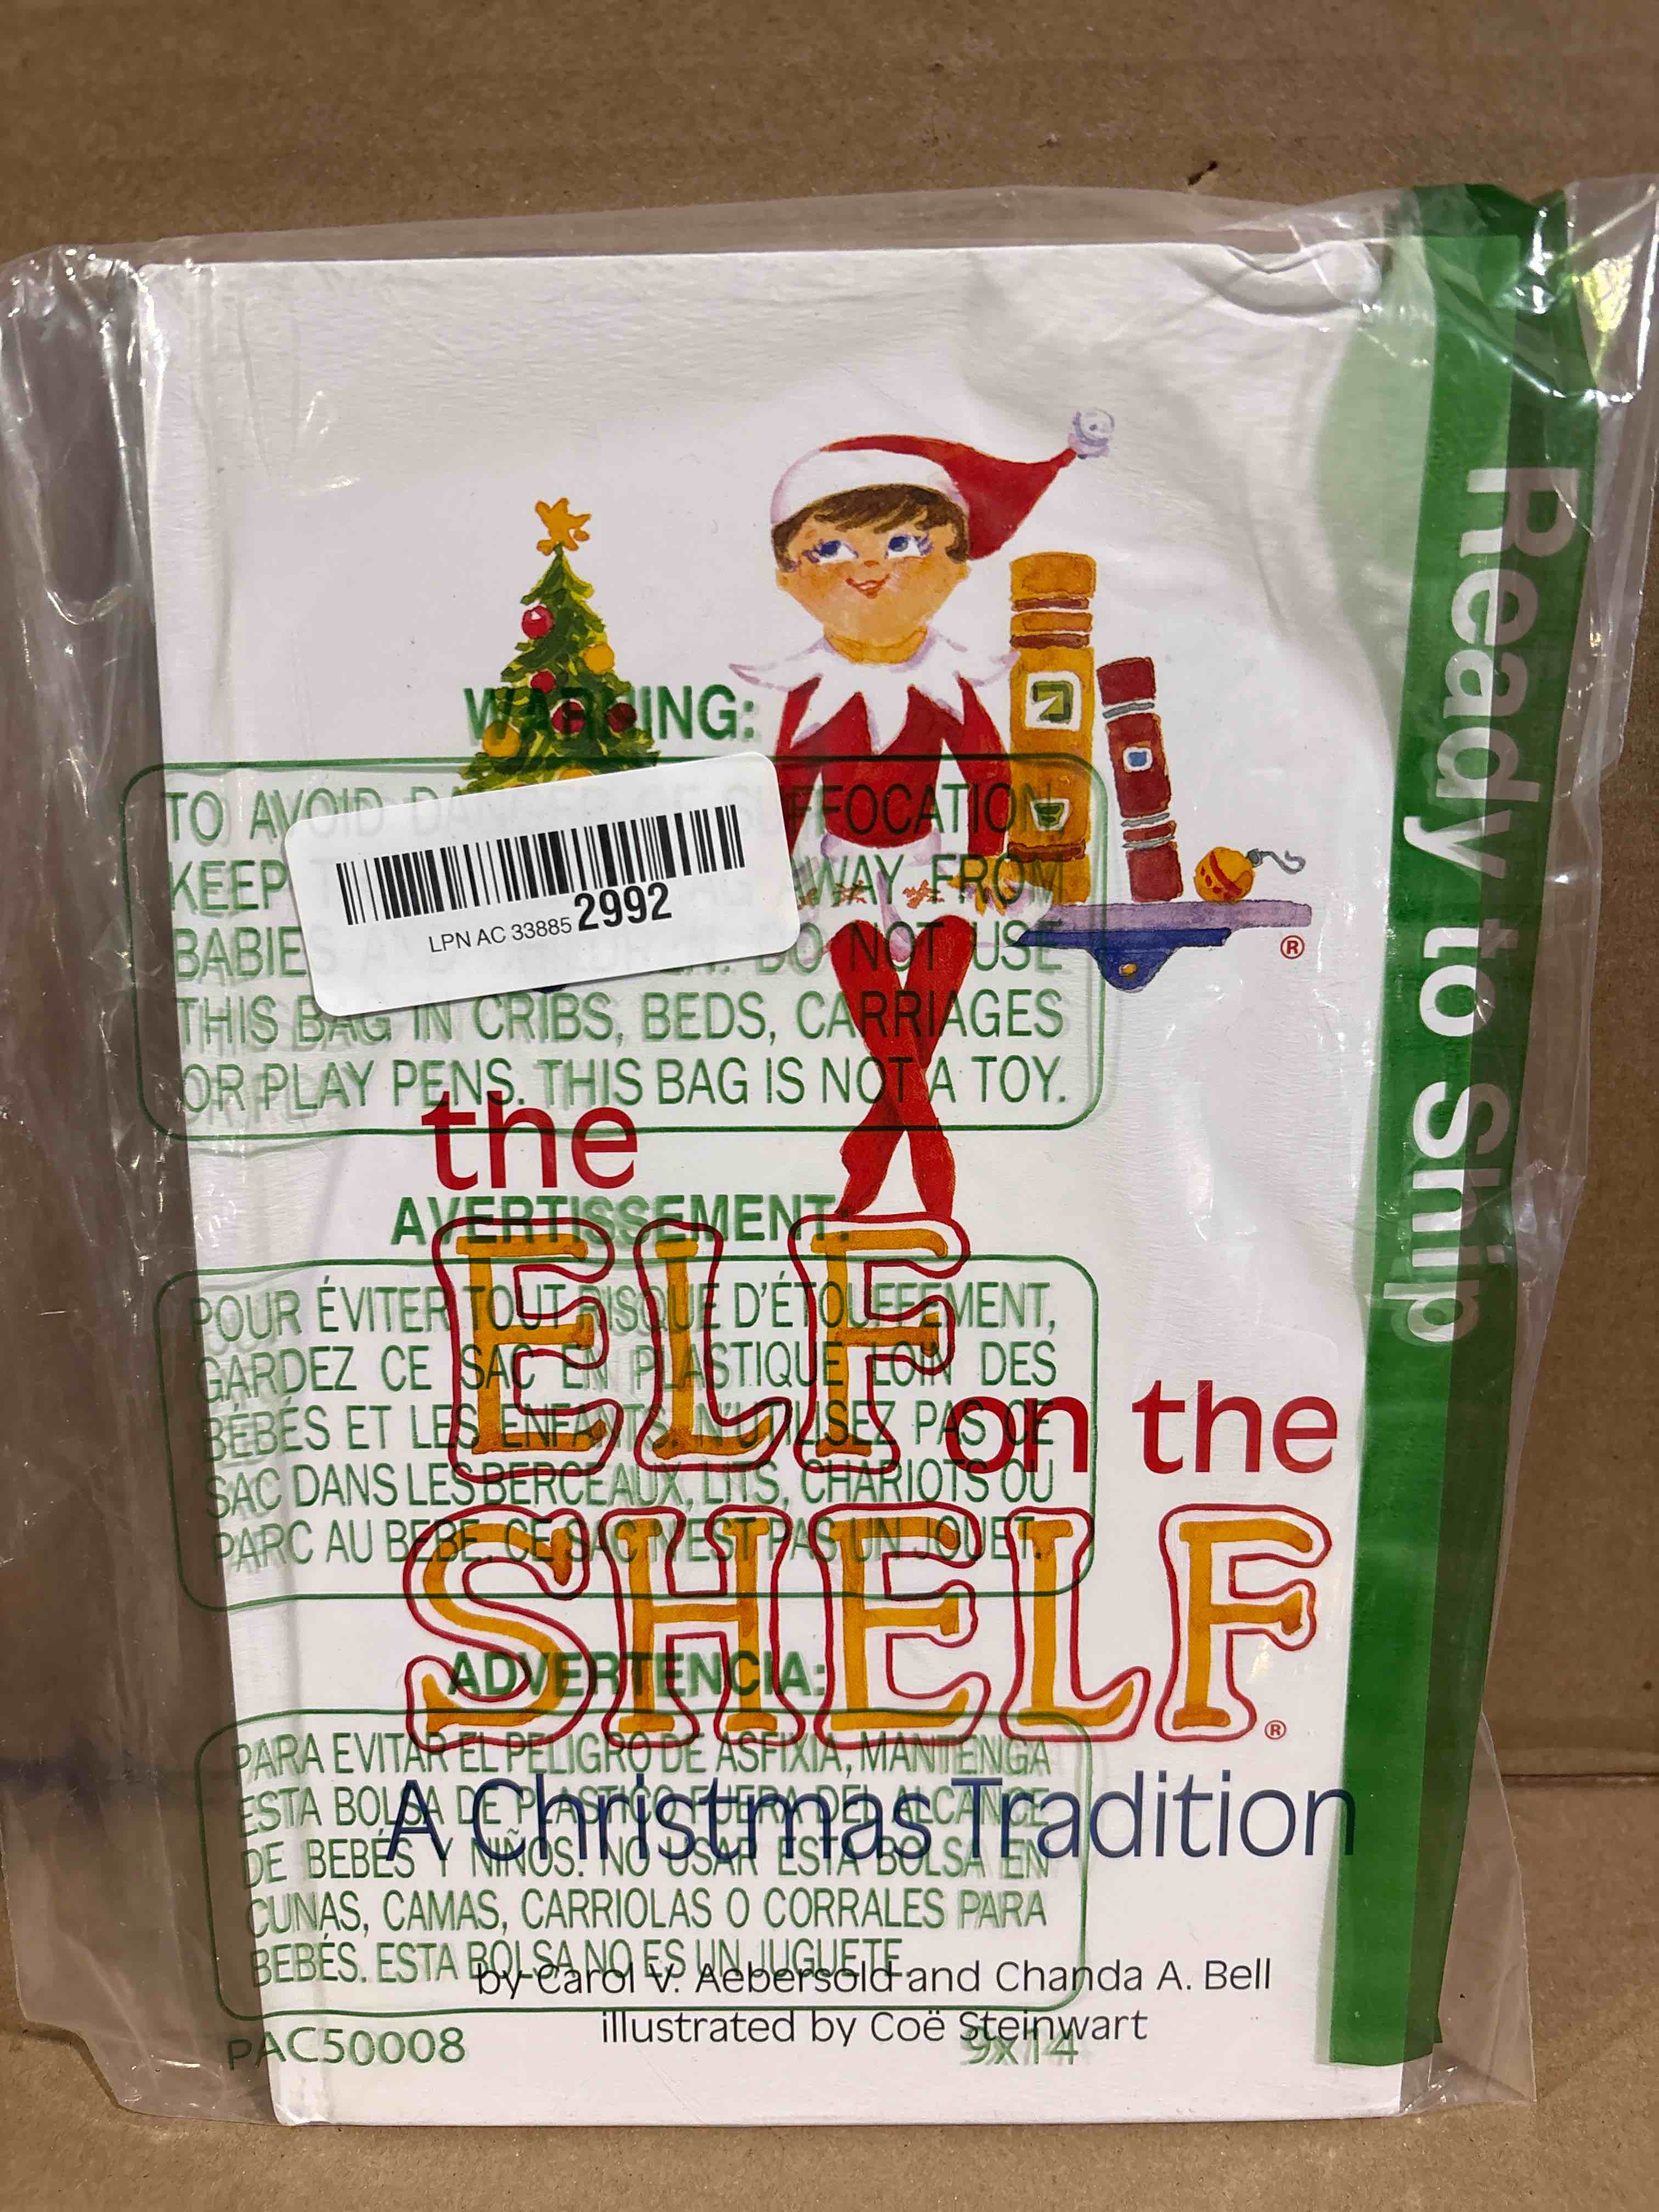 WARNING:
TO AVOID DANGER OF SUFFOCATION,
KEEP AWAY FROM
BABIES DO NOT USE
THIS BAG IN CRIBS, BEDS, CARRIAGES
OR PLAY PENS. THIS BAG IS NOT A TOY.
LPN AC 338852992
®
the
AVERTISSEMENT:
POUR ÉVITER TOUT RISQUE D'ÉTOUFFEMENT,
GARDEZ CE SAC EN PLASTIQUE LOIN DES
BÉBÉS ET LES ENFANTS. N'UTILISEZ PAS CE
SAC DANS LES BERCEAUX, LITS, CHARIOTS OU
PARC AU BEBE. CE SAC N'EST PAS UN JOUET.
ELF on the
SHELF®
ADVERTENCIA:
PARA EVITAR EL PELIGRO DE ASFIXIA, MANTENGA
ESTA BOLSA DE PLASTICO FUERA DEL ALCANCE
DE BEBÉS Y NIÑOS. NO USAR ESTA BOLSA EN
CUNAS, CAMAS, CARRIOLAS O CORRALES PARA
BEBÉS. ESTA BOLSA NO ES UN JUGUETE.
A Christmas Tradition
by Carol V. Aebersold and Chanda A. Bell
illustrated by Coë Steinwart
PAC50008
9x14
Ready to Ship